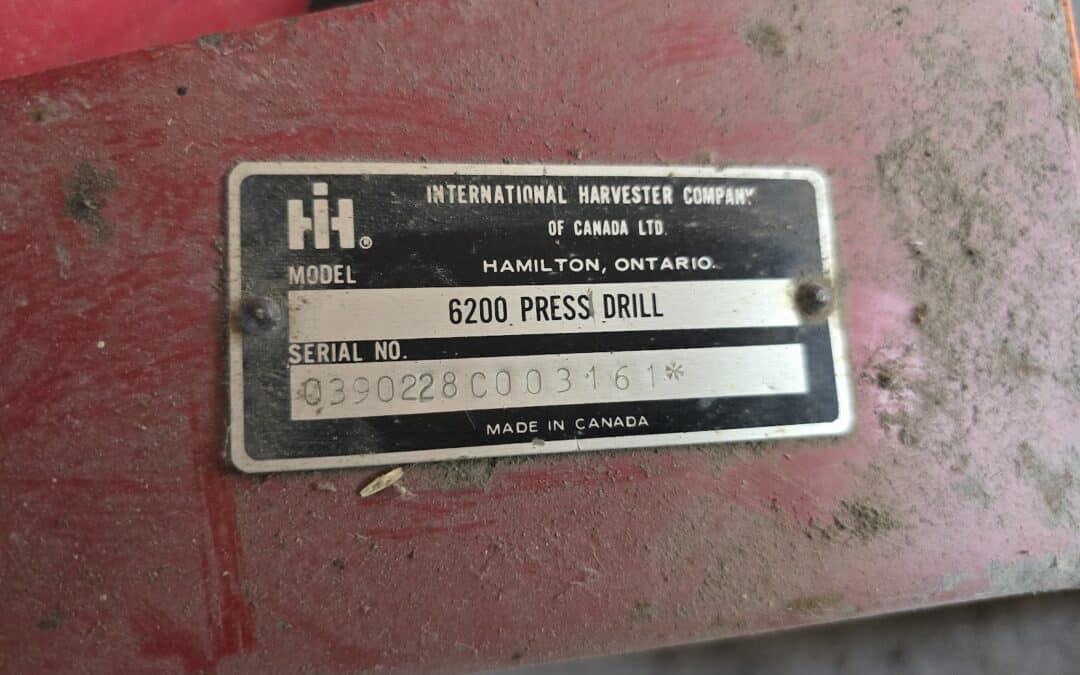 IH®
INTERNATIONAL HARVESTER COMPANY
OF CANADA LTD.
HAMILTON, ONTARIO.
MODEL
6200 PRESS DRILL
SERIAL NO.
0390228C003161*
MADE IN CANADA